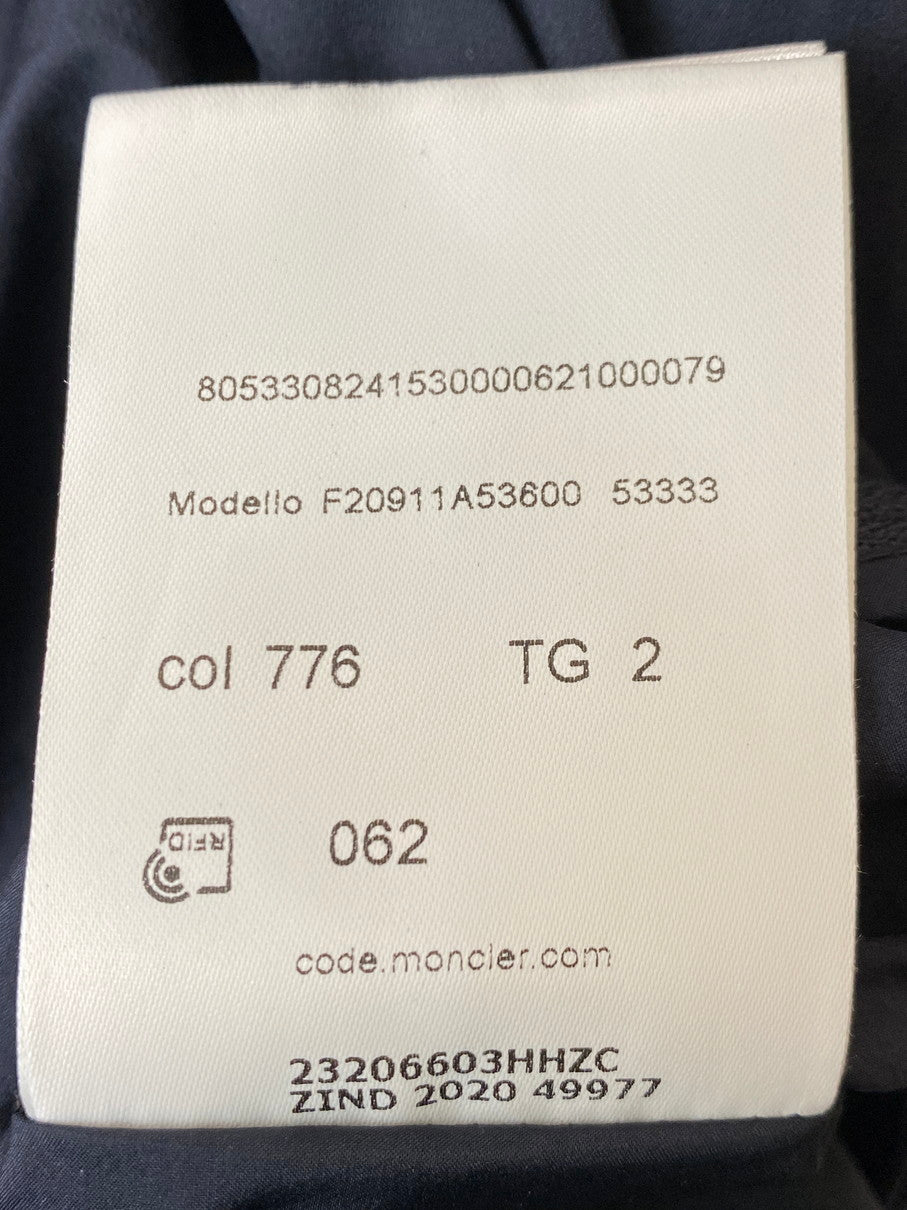 8053308241530000621000079
Modello F20911A53600 53333
col 776 TG 2
RFID 062
code.moncler.com
23206603HHZC
ZIND 2020 49977